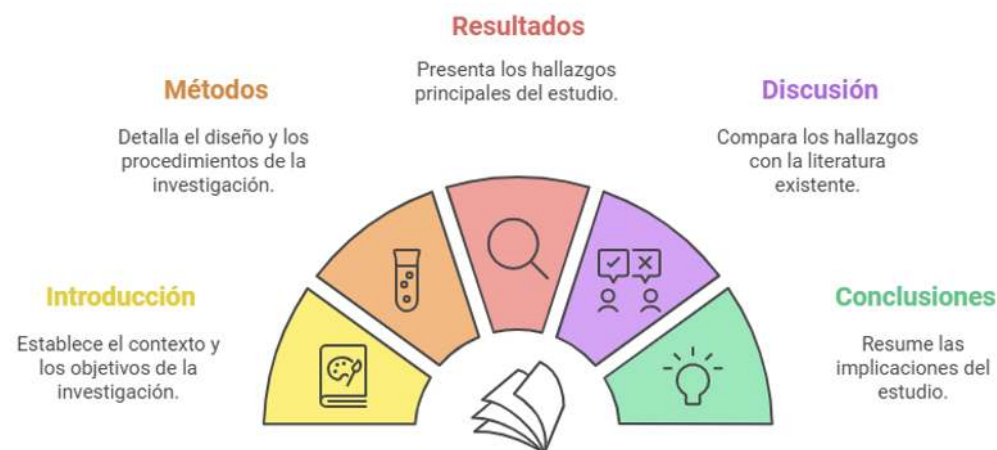 Introducción
Establece el contexto y
los objetivos de la
investigación.
Métodos
Detalla el diseño y los
procedimientos de la
investigación.
Resultados
Presenta los hallazgos
principales del estudio.
Discusión
Compara los hallazgos
con la literatura
existente.
Conclusiones
Resume las
implicaciones del
estudio.